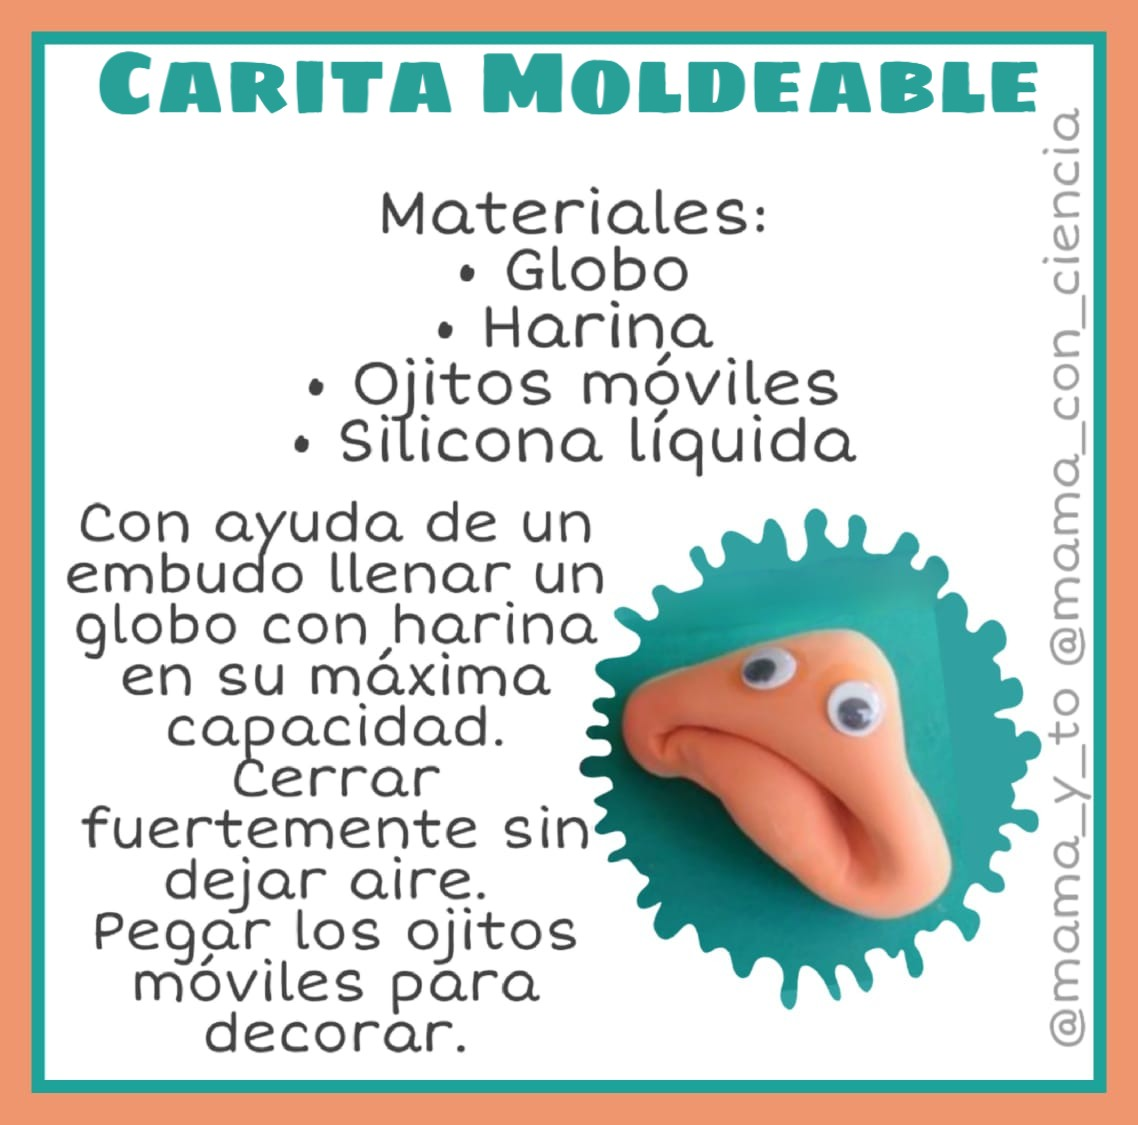 CARITA MOLDEABLE
Materiales:
• Globo
• Harina
• Ojitos móviles
• Silicona líquida
Con ayuda de un
embudo llenar un
globo con harina
en su máxima
capacidad.
Cerrar
fuertemente sin
dejar aire.
Pegar los ojitos
móviles para
decorar.
@mama_y_to @mama_con_ciencia